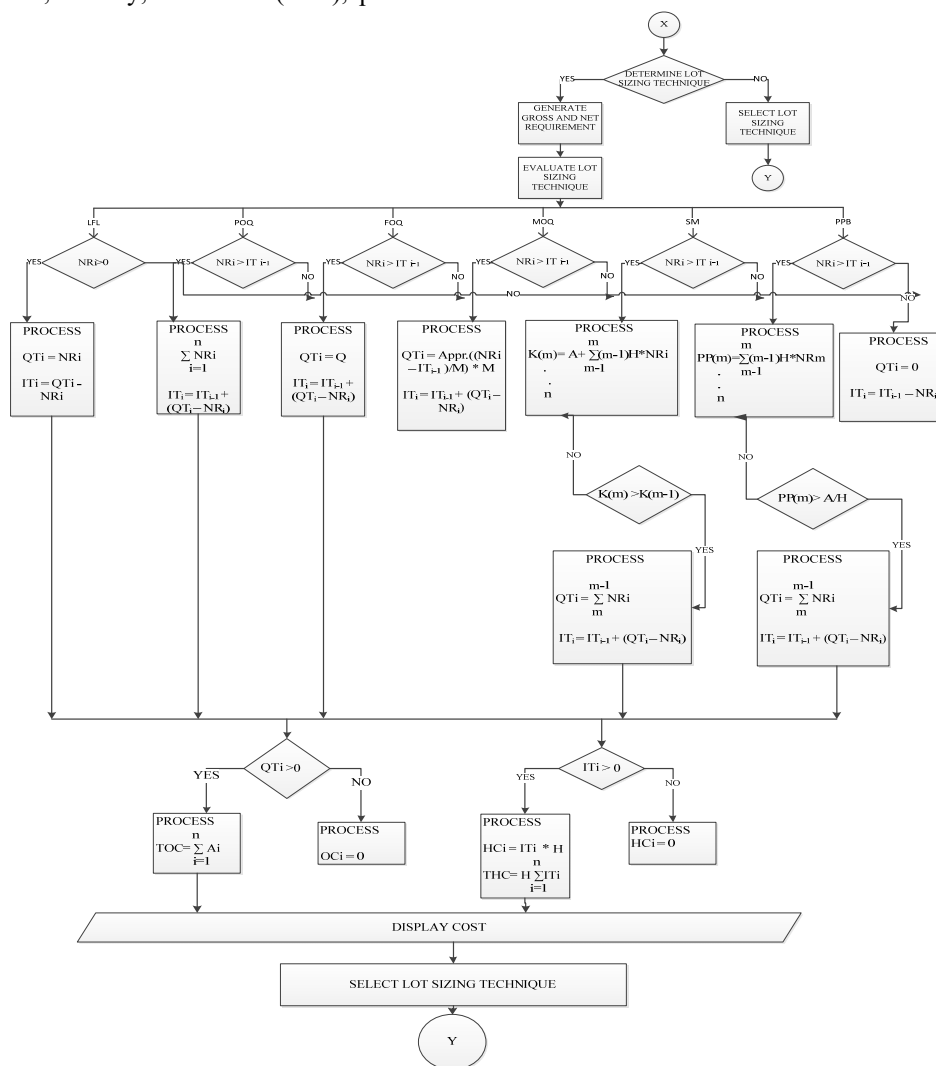 X
DETERMINE LOT
SIZING TECHNIQUE
YES
NO
GENERATE
GROSS AND NET
REQUIREMENT
SELECT LOT
SIZING
TECHNIQUE
EVALUATE LOT
SIZING
TECHNIQUE
Y
LFL
POQ
FOQ
MOQ
SM
PPB
NRi>0
NRi > IT i-1
NRi > IT i-1
NRi > IT i-1
NRi > IT i-1
NRi > IT i-1
YES
YES
YES
YES
YES
YES
NO
NO
NO
NO
NO
NO
NO
PROCESS
QTi = NRi
ITi = QTi -
NRi
PROCESS
n
∑ NRi
i=1
ITi = ITi-1 +
(QTi – NRi)
PROCESS
QTi = Q
ITi = ITi-1 +
(QTi – NRi)
PROCESS
QTi = Appr.((NRi
– ITi-1 )/M) * M
ITi = ITi-1 + (QTi –
NRi)
PROCESS
m
K(m)= A+ ∑(m-1)H*NRi
m-1
.
.
n
PROCESS
m
PP(m)=∑(m-1)H*NRm
m-1
.
.
n
PROCESS
QTi = 0
ITi = ITi-1 – NRi
NO
K(m) >K(m-1)
YES
NO
PP(m)> A/H
YES
PROCESS
m-1
QTi = ∑ NRi
m
ITi = ITi-1 + (QTi – NRi)
PROCESS
m-1
QTi = ∑ NRi
m
ITi = ITi-1 + (QTi – NRi)
QTi >0
YES
NO
ITi > 0
YES
NO
PROCESS
n
TOC= ∑ Ai
i=1
PROCESS
OCi = 0
PROCESS
HCi = ITi * H
n
THC= H ∑ITi
i=1
PROCESS
HCi = 0
DISPLAY COST
SELECT LOT SIZING TECHNIQUE
Y